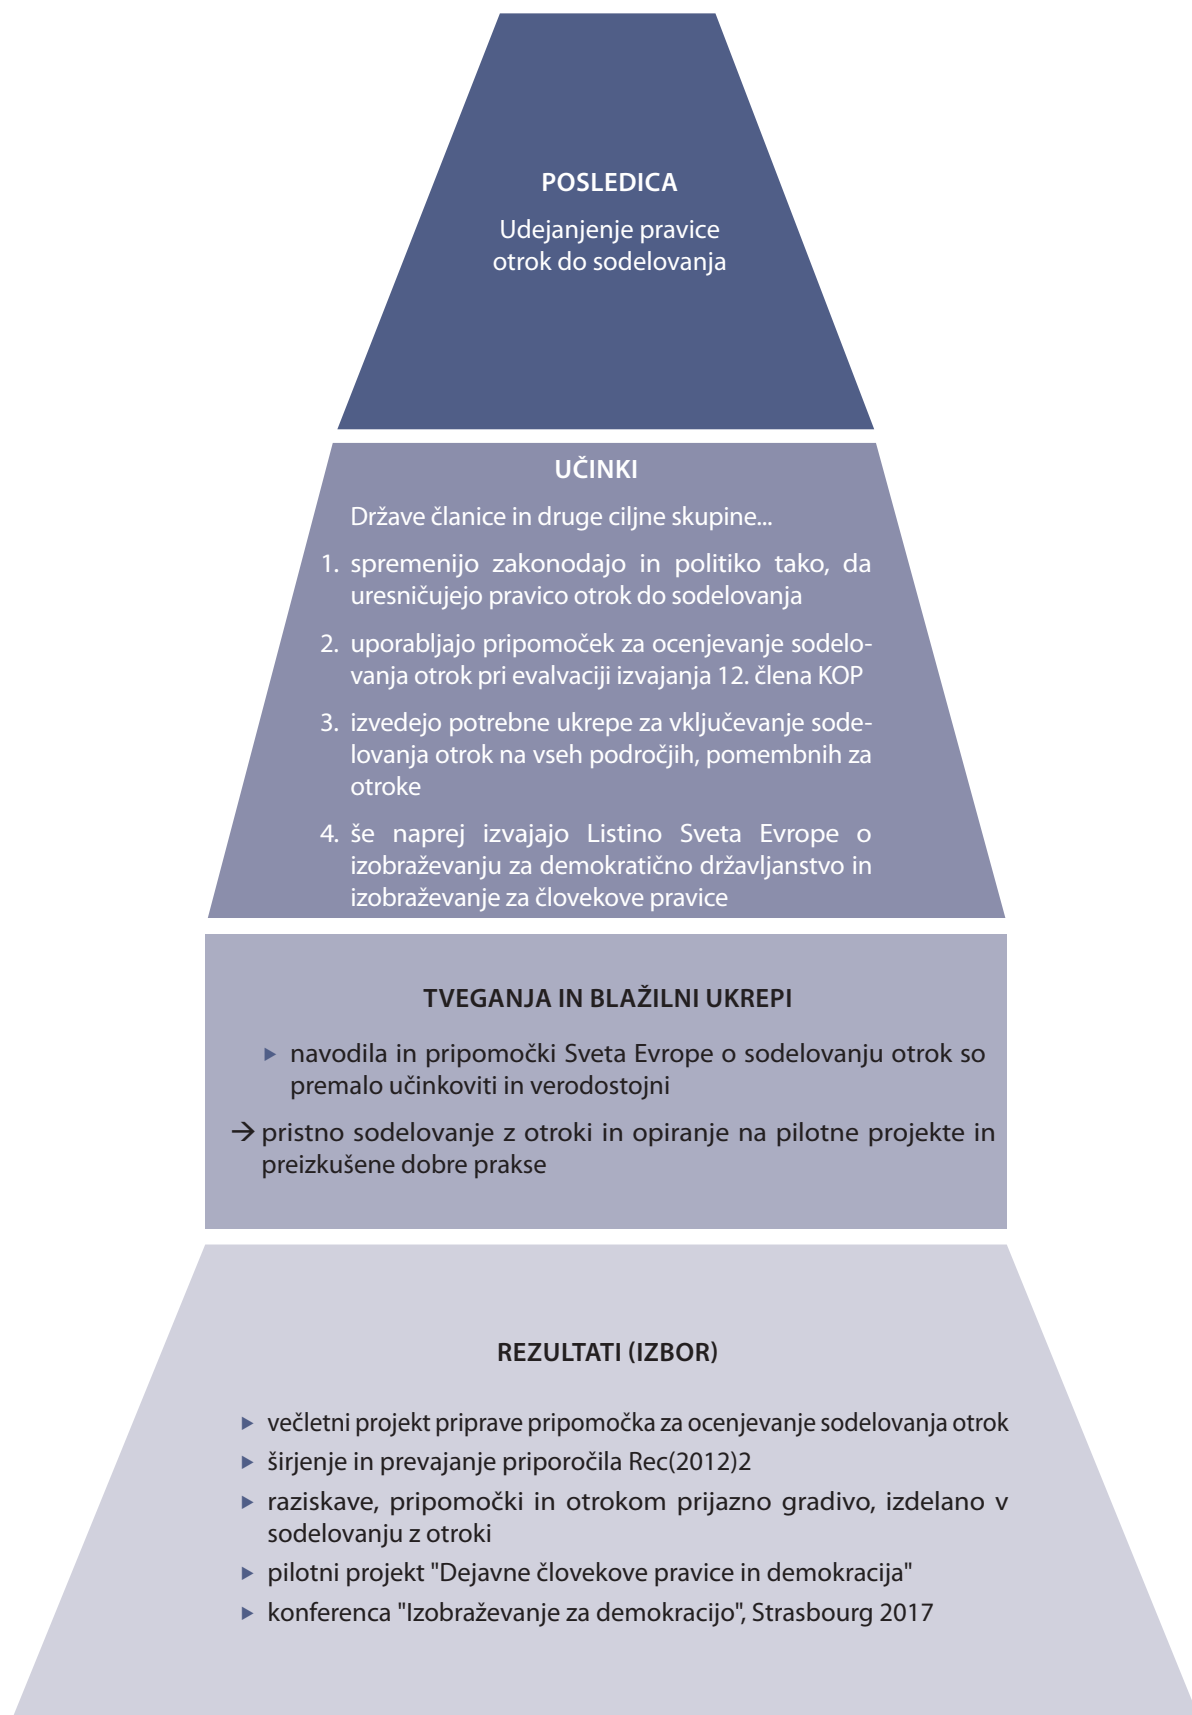 POSLEDICA
Udejanjenje pravice
otrok do sodelovanja
UČINKI
Države članice in druge ciljne skupine...
1. spremenijo zakonodajo in politiko tako, da
uresničujejo pravico otrok do sodelovanja
2. uporabljajo pripomoček za ocenjevanje sodelo-
vanja otrok pri evalvaciji izvajanja 12. člena KOP
3. izvedejo potrebne ukrepe za vključevanje sode-
lovanja otrok na vseh področjih, pomembnih za
otroke
4. še naprej izvajajo Listino Sveta Evrope o
izobraževanju za demokratično državljanstvo in
izobraževanje za človekove pravice
TVEGANJA IN BLAŽILNI UKREPI
▶ navodila in pripomočki Sveta Evrope o sodelovanju otrok so
premalo učinkoviti in verodostojni
→ pristno sodelovanje z otroki in opiranje na pilotne projekte in
preizkušene dobre prakse
REZULTATI (IZBOR)
▶ večletni projekt priprave pripomočka za ocenjevanje sodelovanja otrok
▶ širjenje in prevajanje priporočila Rec(2012)2
▶ raziskave, pripomočki in otrokom prijazno gradivo, izdelano v
sodelovanju z otroki
▶ pilotni projekt "Dejavne človekove pravice in demokracija"
▶ konferenca "Izobraževanje za demokracijo", Strasbourg 2017